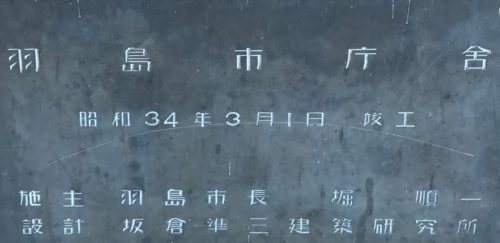 羽島市庁舎
昭和34年3月1日 竣工
施主 羽島市長 堀順一
設計 坂倉準三建築研究所